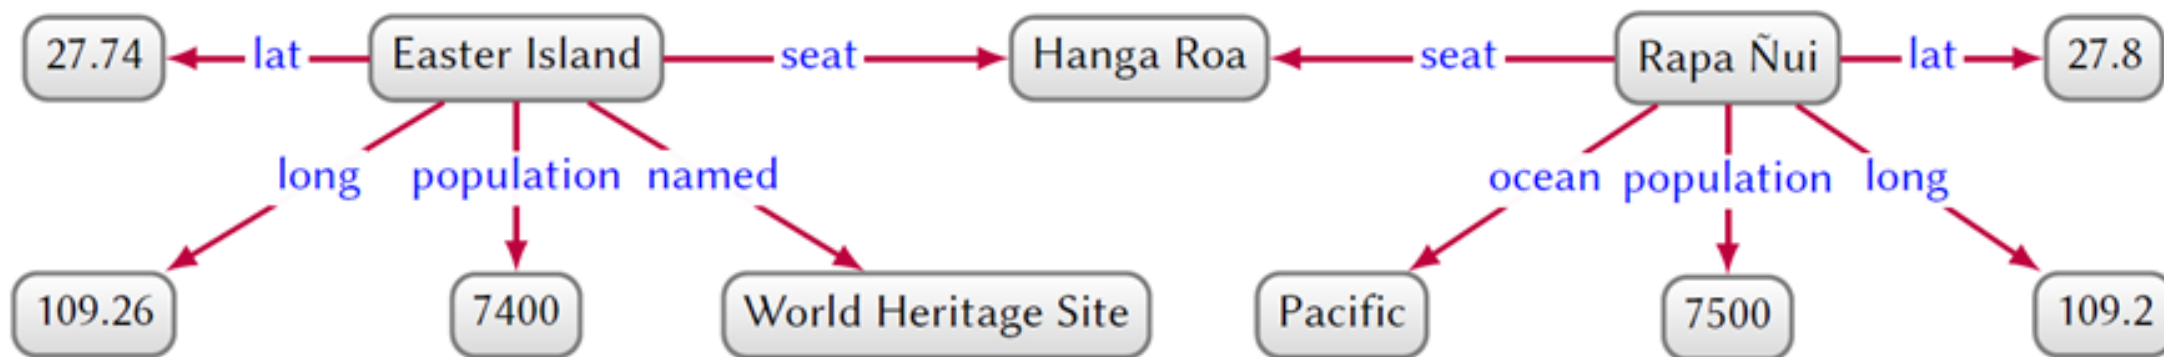 27.74 lat Easter Island seat Hanga Roa seat Rapa Ñui lat 27.8
long population named ocean population long
109.26 7400 World Heritage Site Pacific 7500 109.2